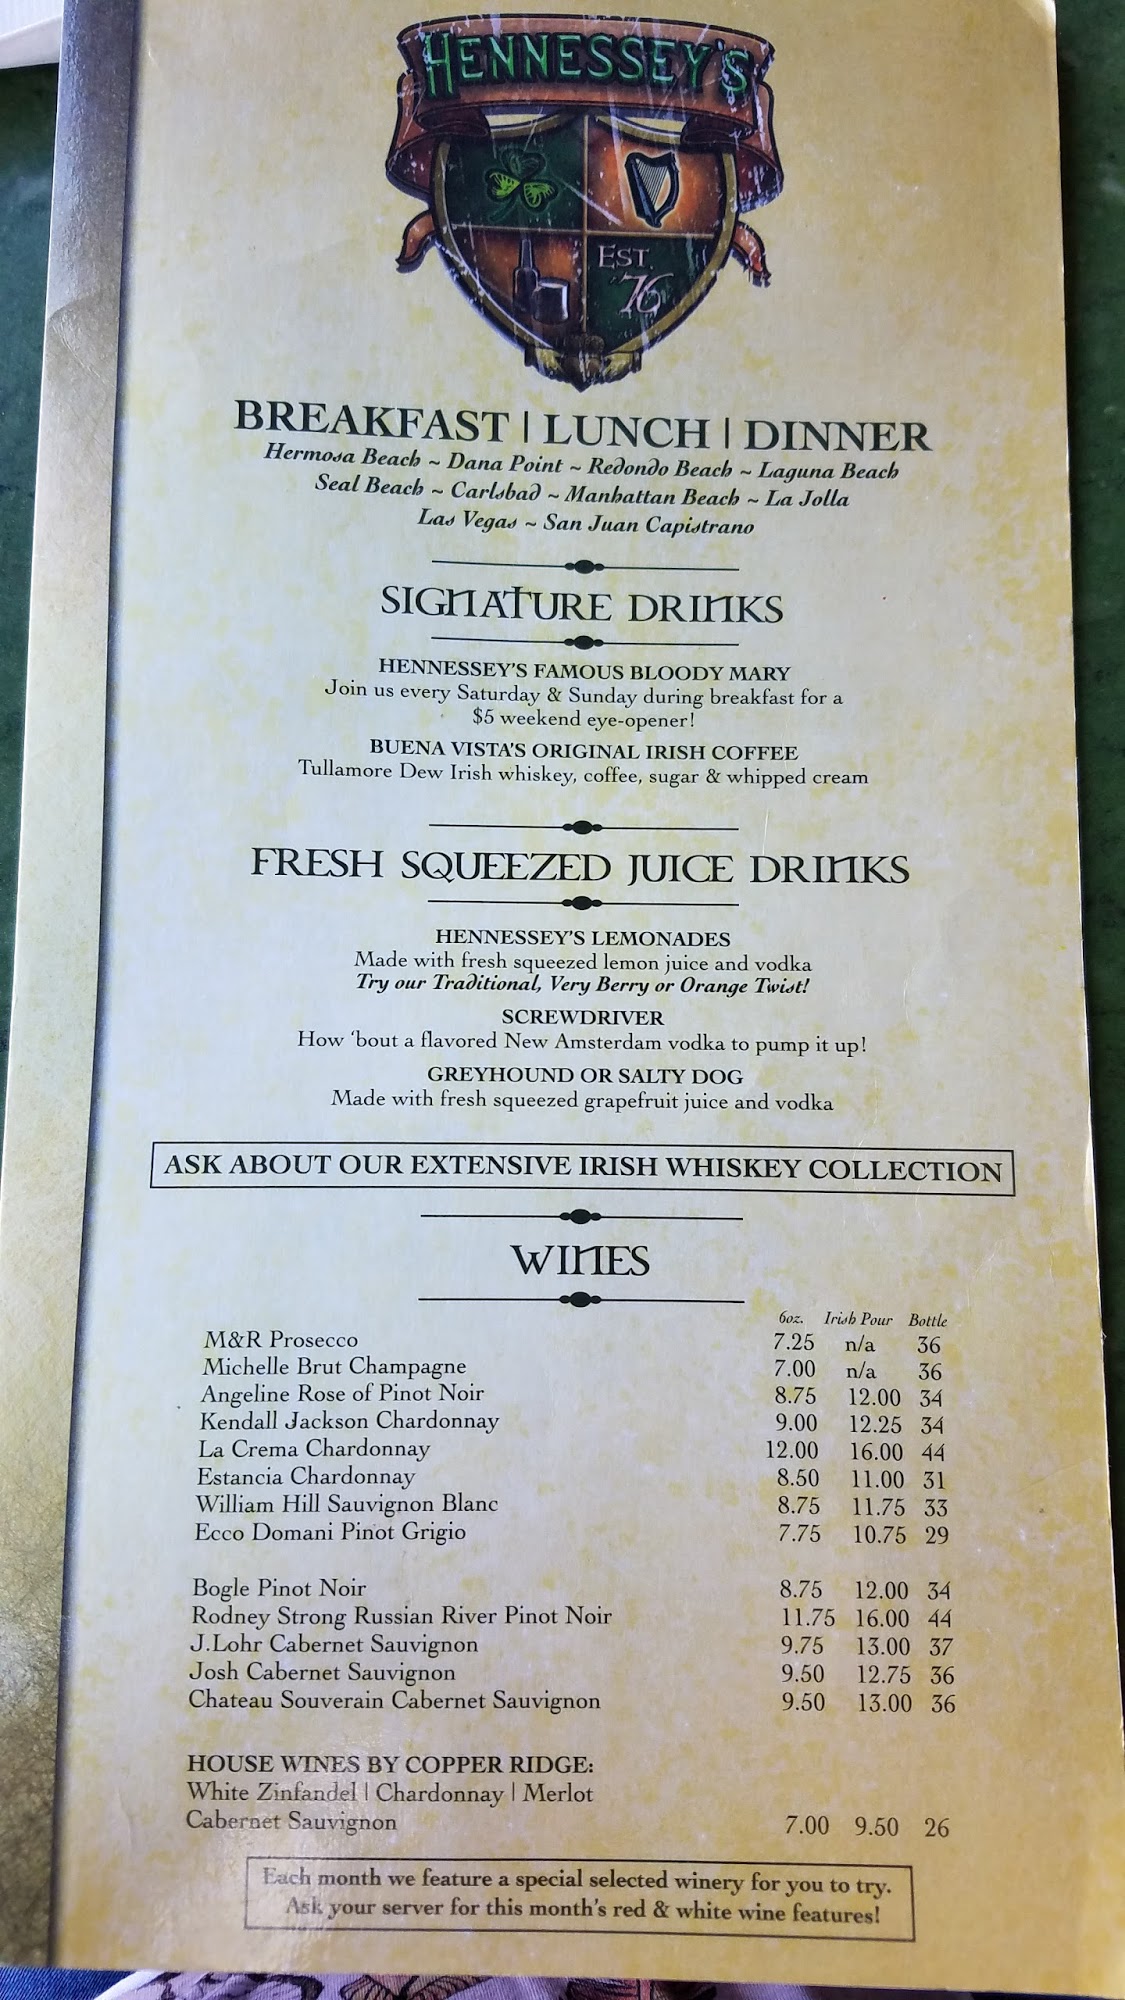 HENNESSEY'S
EST.
'76
BREAKFAST | LUNCH | DINNER
Hermosa Beach ~ Dana Point ~ Redondo Beach ~ Laguna Beach
Seal Beach ~ Carlsbad ~ Manhattan Beach ~ La Jolla
Las Vegas ~ San Juan Capistrano
SIGNATURE DRINKS
HENNESSEY'S FAMOUS BLOODY MARY
Join us every Saturday & Sunday during breakfast for a
$5 weekend eye-opener!
BUENA VISTA'S ORIGINAL IRISH COFFEE
Tullamore Dew Irish whiskey, coffee, sugar & whipped cream
FRESH SQUEEZED JUICE DRINKS
HENNESSEY'S LEMONADES
Made with fresh squeezed lemon juice and vodka
Try our Traditional, Very Berry or Orange Twist!
SCREWDRIVER
How 'bout a flavored New Amsterdam vodka to pump it up!
GREYHOUND OR SALTY DOG
Made with fresh squeezed grapefruit juice and vodka
ASK ABOUT OUR EXTENSIVE IRISH WHISKEY COLLECTION
WINES
6oz. Irish Pour Bottle
M&R Prosecco 7.25 n/a 36
Michelle Brut Champagne 7.00 n/a 36
Angeline Rose of Pinot Noir 8.75 12.00 34
Kendall Jackson Chardonnay 9.00 12.25 34
La Crema Chardonnay 12.00 16.00 44
Estancia Chardonnay 8.50 11.00 31
William Hill Sauvignon Blanc 8.75 11.75 33
Ecco Domani Pinot Grigio 7.75 10.75 29
Bogle Pinot Noir 8.75 12.00 34
Rodney Strong Russian River Pinot Noir 11.75 16.00 44
J.Lohr Cabernet Sauvignon 9.75 13.00 37
Josh Cabernet Sauvignon 9.50 12.75 36
Chateau Souverain Cabernet Sauvignon 9.50 13.00 36
HOUSE WINES BY COPPER RIDGE:
White Zinfandel | Chardonnay | Merlot
Cabernet Sauvignon 7.00 9.50 26
Each month we feature a special selected winery for you to try.
Ask your server for this month's red & white wine features!